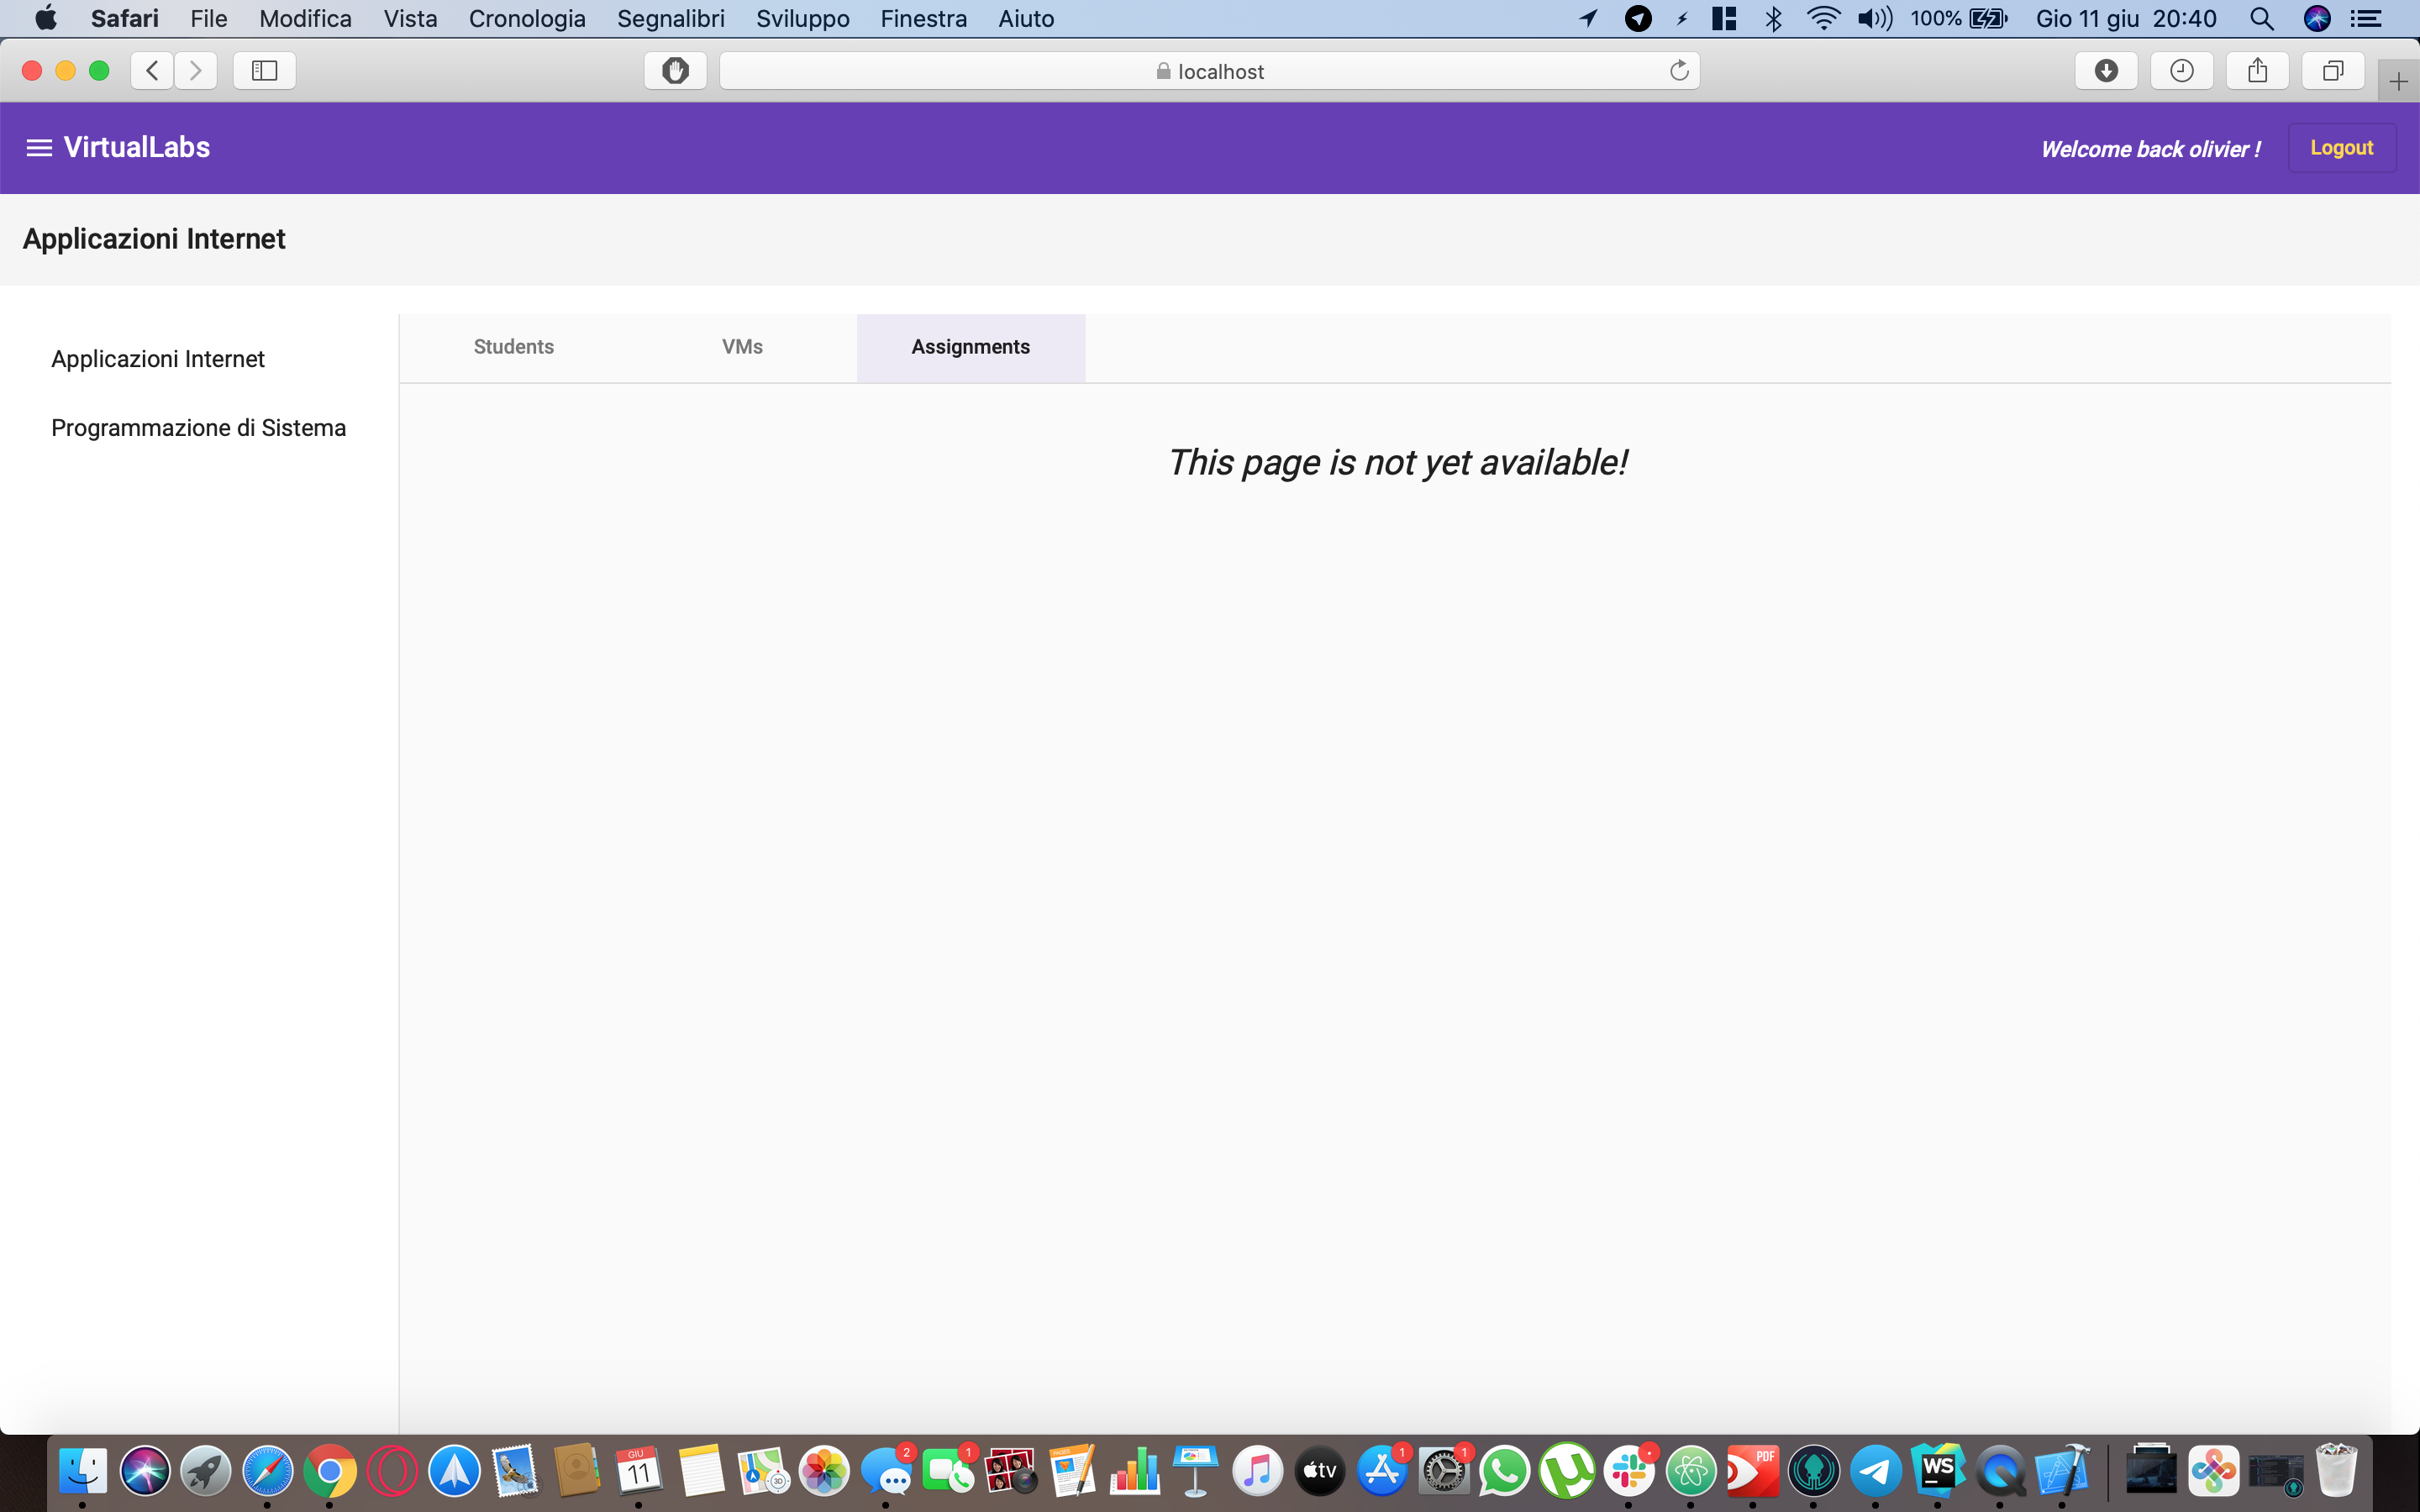 Safari File Modifica Vista Cronologia Segnalibri Sviluppo Finestra Aiuto 100% Gio 11 giu 20:40
localhost
VirtualLabs Welcome back olivier ! Logout
Applicazioni Internet
Students VMs Assignments
Applicazioni Internet
Programmazione di Sistema
This page is not yet available!
GIU
11
3D
2
1
PAGES
tv
1
1
PDF
WS